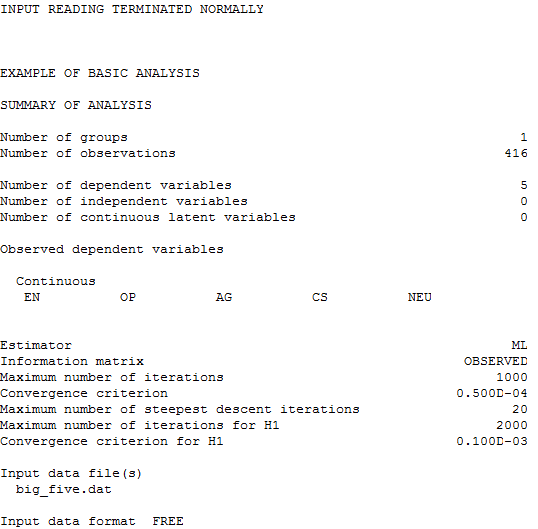 INPUT READING TERMINATED NORMALLY
EXAMPLE OF BASIC ANALYSIS
SUMMARY OF ANALYSIS
Number of groups 1
Number of observations 416
Number of dependent variables 5
Number of independent variables 0
Number of continuous latent variables 0
Observed dependent variables
Continuous
EN OP AG CS NEU
Estimator ML
Information matrix OBSERVED
Maximum number of iterations 1000
Convergence criterion 0.500D-04
Maximum number of steepest descent iterations 20
Maximum number of iterations for H1 2000
Convergence criterion for H1 0.100D-03
Input data file(s)
big_five.dat
Input data format FREE